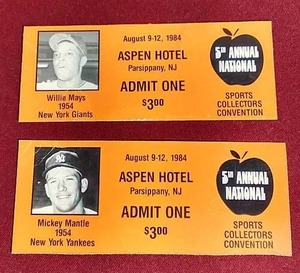 August 9-12, 1984
ASPEN HOTEL
Parsippany, NJ
ADMIT ONE
$3.00
Willie Mays
1954
New York Giants
5th ANNUAL
NATIONAL
SPORTS
COLLECTORS
CONVENTION
August 9-12, 1984
ASPEN HOTEL
Parsippany, NJ
ADMIT ONE
$3.00
Mickey Mantle
1954
New York Yankees
5th ANNUAL
NATIONAL
SPORTS
COLLECTORS
CONVENTION